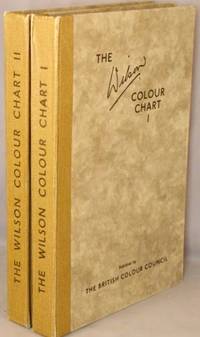 THE WILSON COLOUR CHART II
THE WILSON COLOUR CHART I
THE
Wilson
COLOUR
CHART
I
THE BRITISH COLOUR COUNCIL